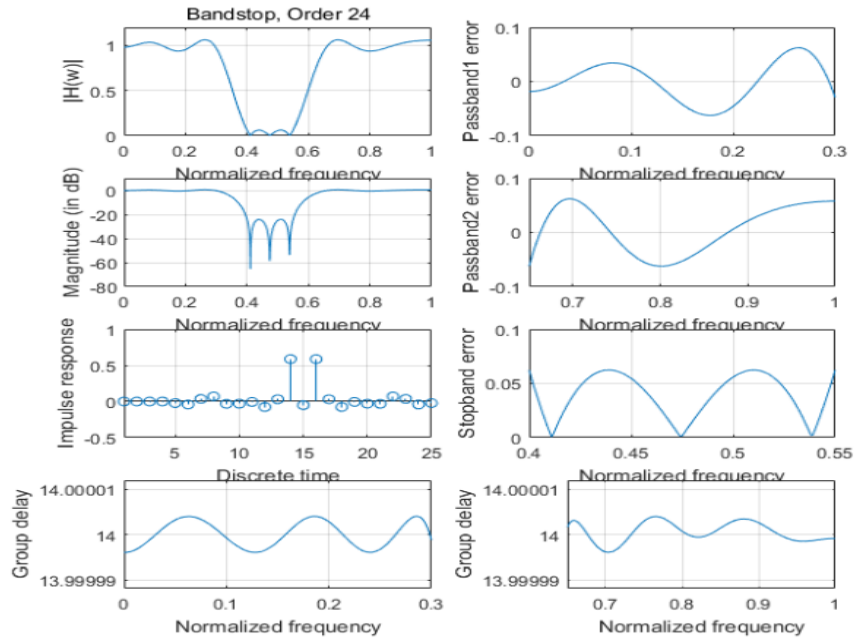 Bandstop, Order 24
|H(w)|
1
0.5
0
0 0.2 0.4 0.6 0.8 1
Normalized frequency
Passband1 error
0.1
0
-0.1
0 0.1 0.2 0.3
Normalized frequency
Magnitude (in dB)
0
-20
-40
-60
-80
0 0.2 0.4 0.6 0.8 1
Normalized frequency
Passband2 error
0.1
0
-0.1
0.7 0.8 0.9 1
Normalized frequency
Impulse response
1
0.5
0
-0.5
5 10 15 20 25
Discrete time
Stopband error
0.1
0.05
0
0.4 0.45 0.5 0.55
Normalized frequency
Group delay
14.00001
14
13.99999
0 0.1 0.2 0.3
Normalized frequency
Group delay
14.00001
14
13.99999
0.7 0.8 0.9 1
Normalized frequency